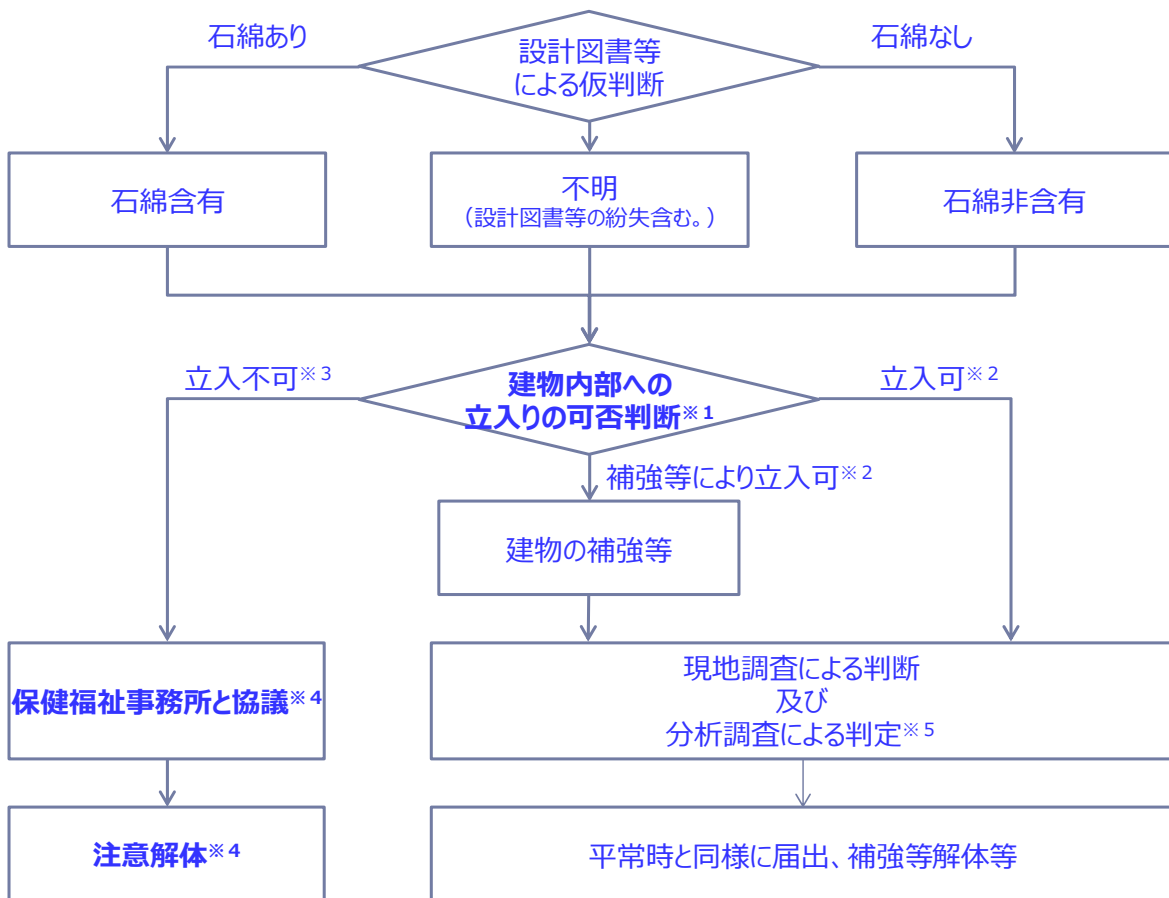 石綿あり
石綿なし
設計図書等
による仮判断
石綿含有
不明
（設計図書等の紛失含む。）
石綿非含有
立入不可※3
立入可※2
建物内部への
立入りの可否判断※1
補強等により立入可※2
建物の補強等
保健福祉事務所と協議※4
現地調査による判断
及び
分析調査による判定※5
注意解体※4
平常時と同様に届出、補強等解体等